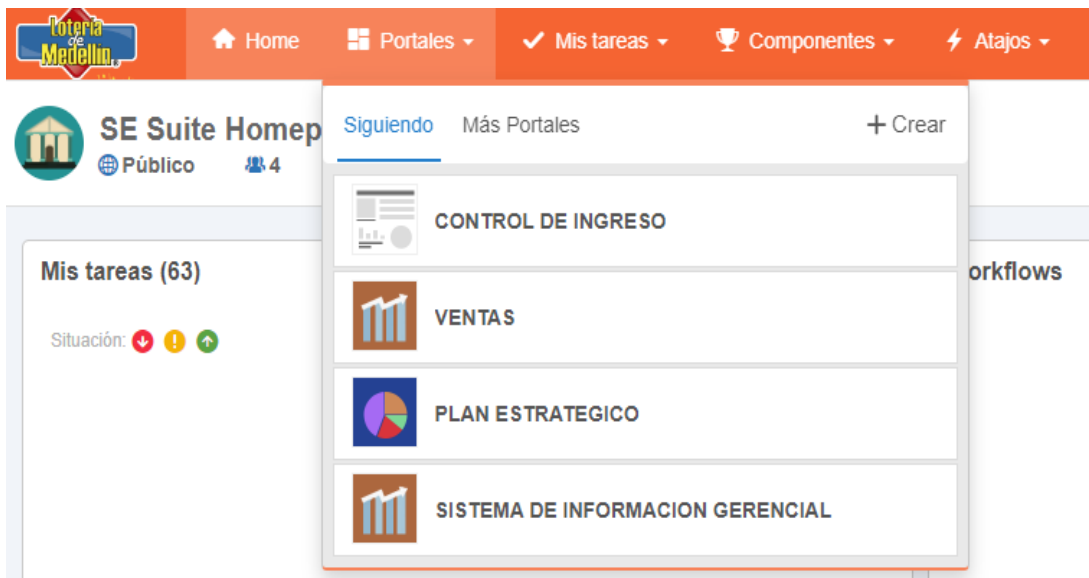 Lotería
de
Medellín
Home
Portales
Mis tareas
Componentes
Atajos
SE Suite Homep
Público
4
Siguiendo
Más Portales
+ Crear
CONTROL DE INGRESO
VENTAS
PLAN ESTRATEGICO
SISTEMA DE INFORMACION GERENCIAL
Mis tareas (63)
Situación:
orkflows